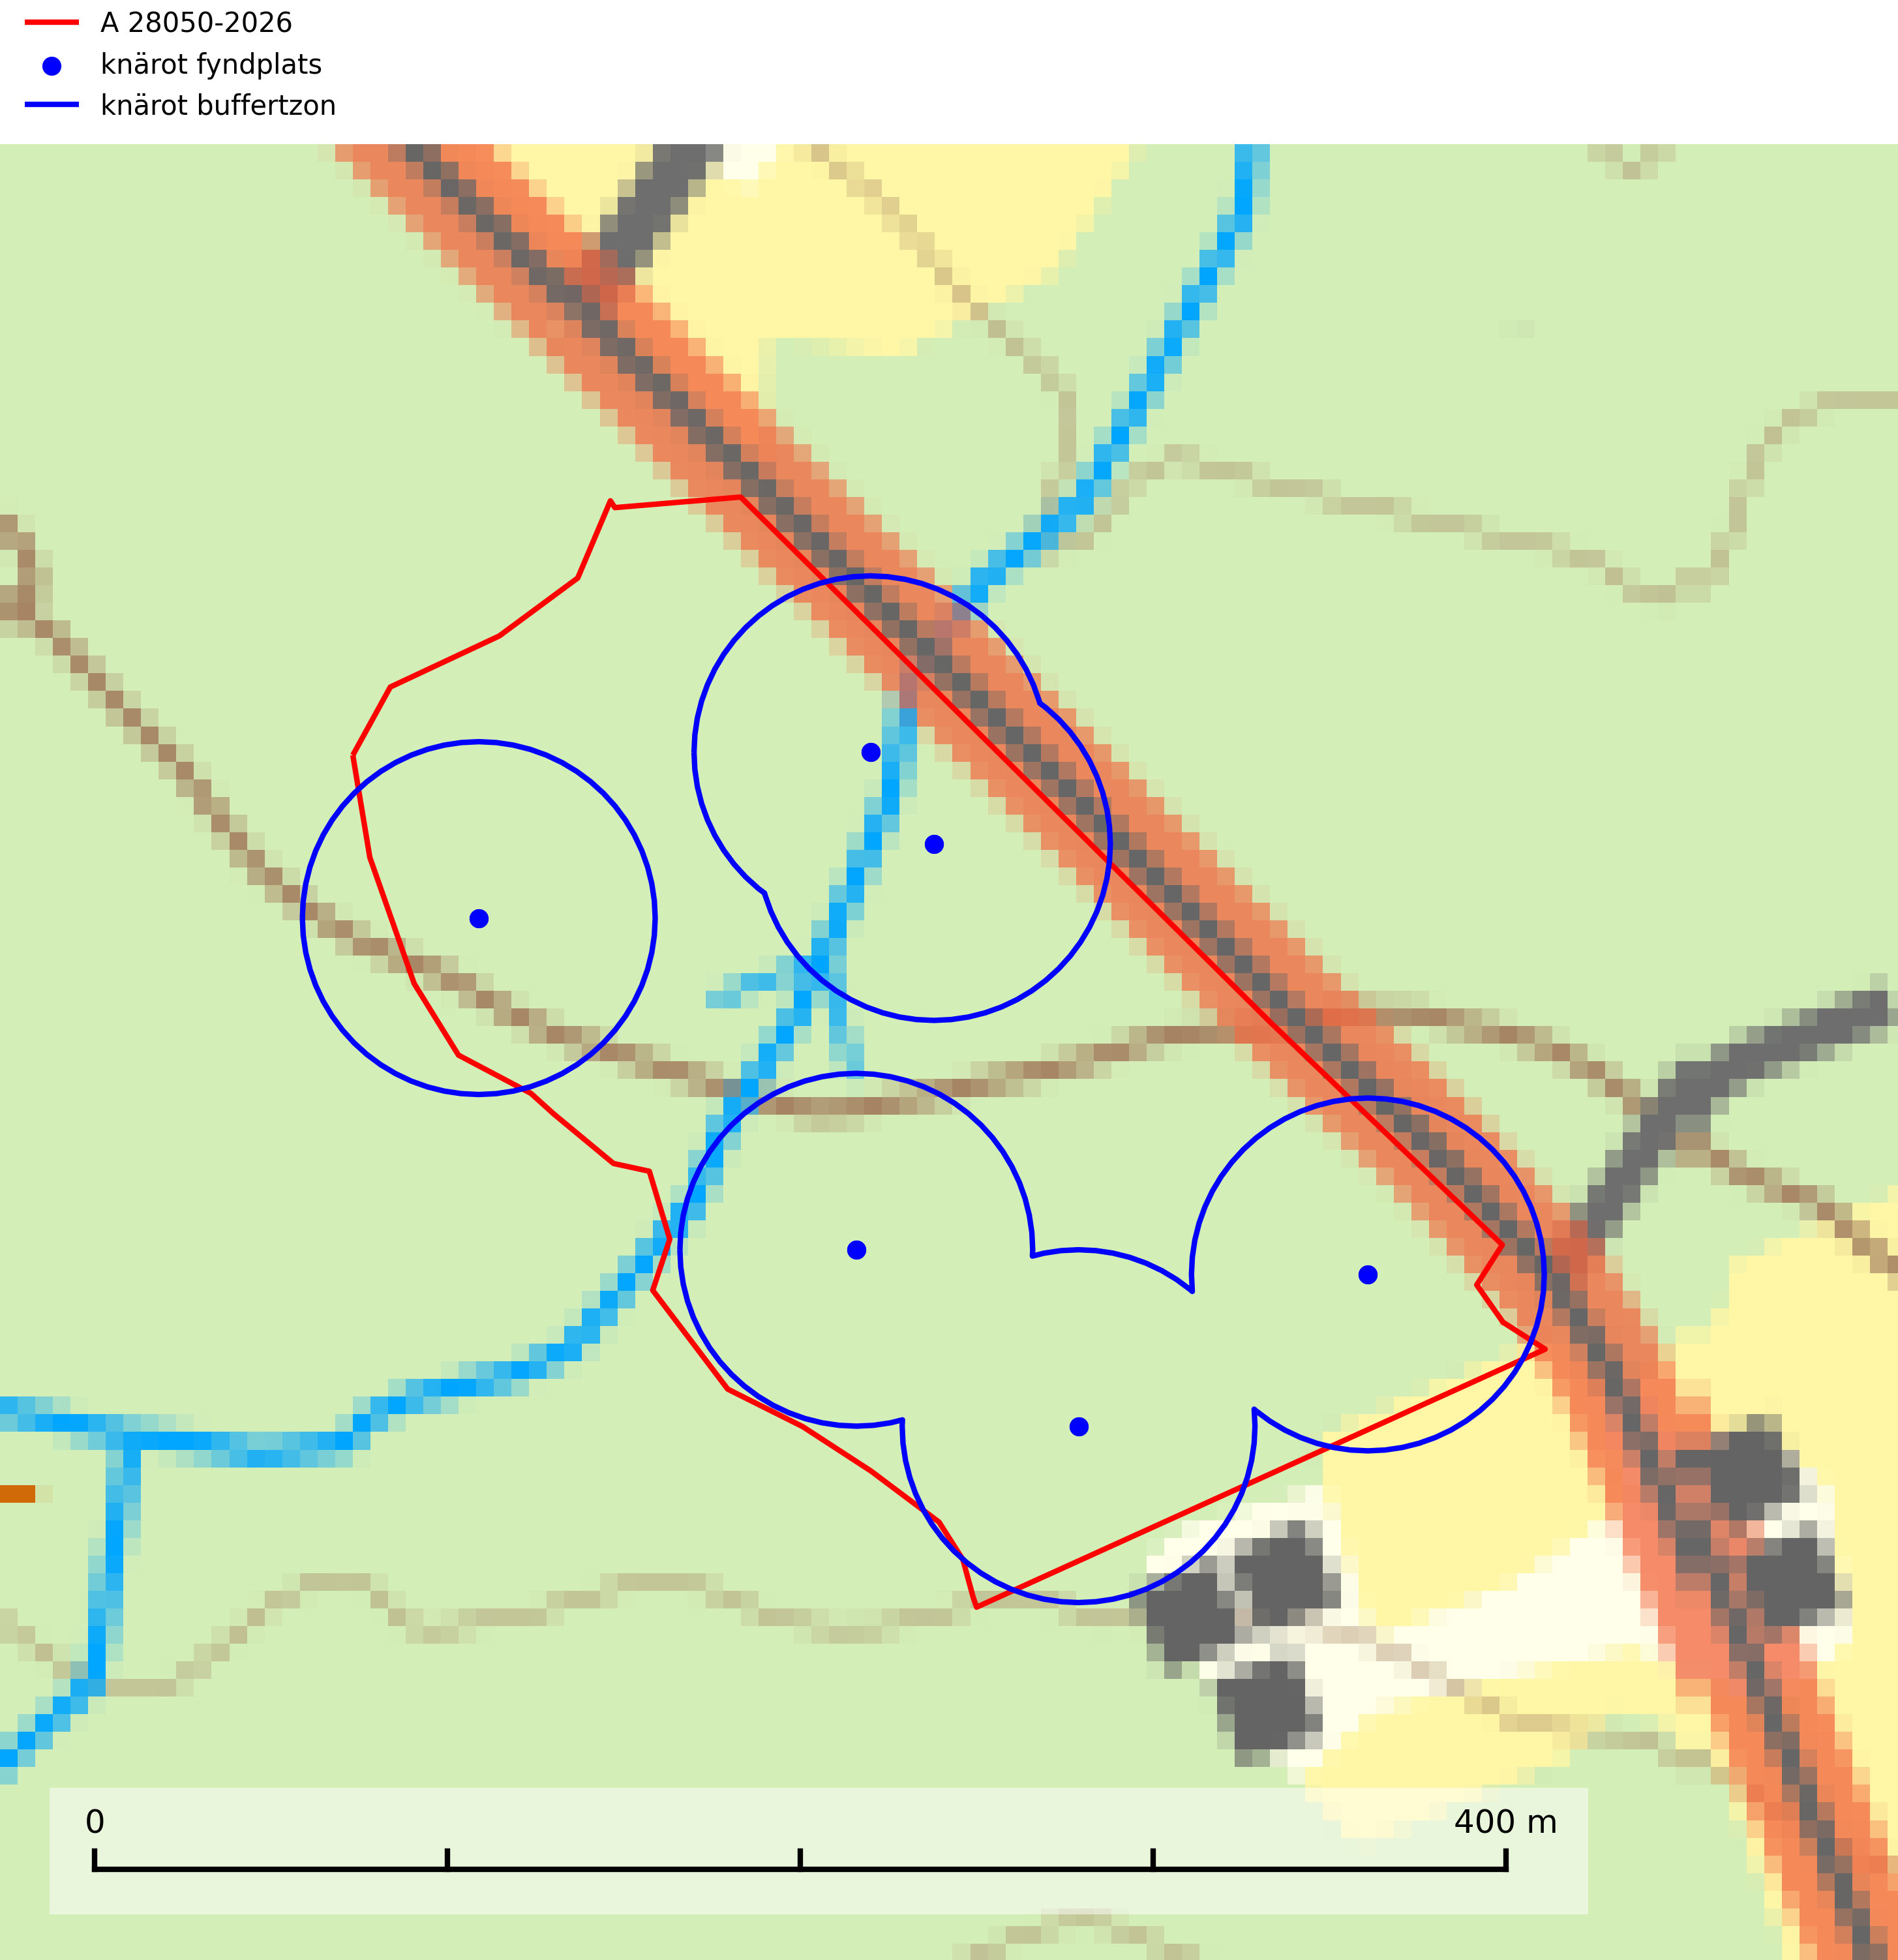 A 28050-2026
knärot fyndplats
knärot buffertzon
0
400 m